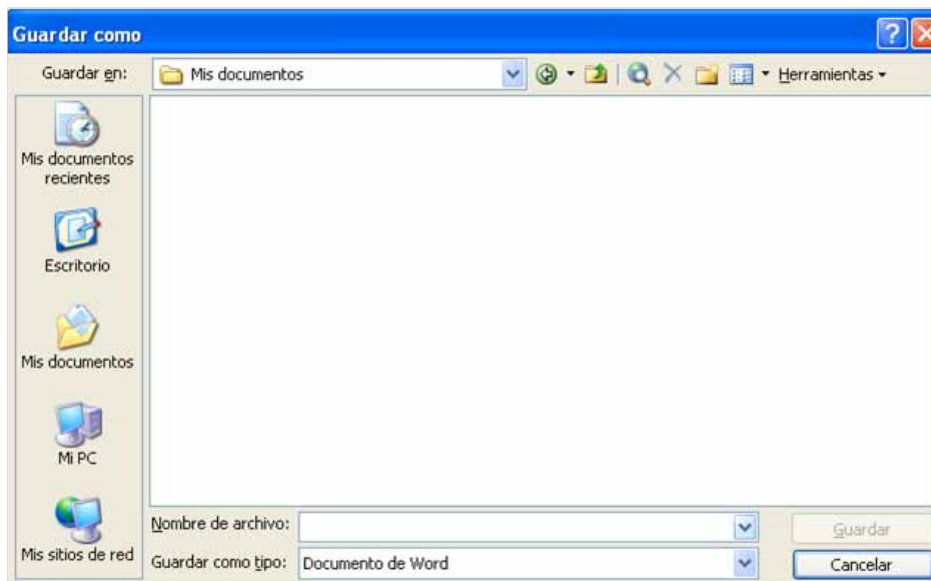 Guardar como
Guardar en:
Mis documentos
Herramientas
Mis documentos
recientes
Escritorio
Mis documentos
Mi PC
Mis sitios de red
Nombre de archivo:
Guardar
Guardar como tipo:
Documento de Word
Cancelar